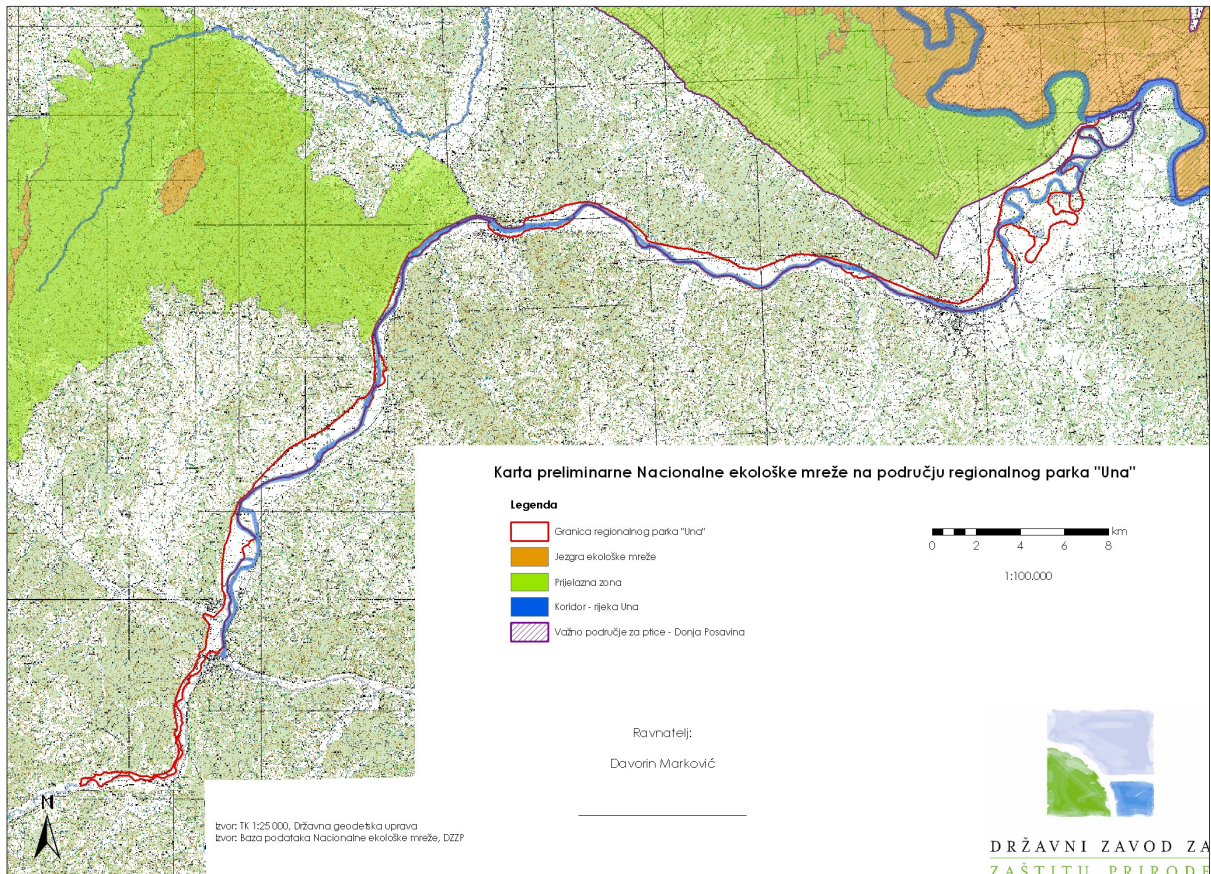 Karta preliminarne Nacionalne ekološke mreže na području regionalnog parka "Una"
Legenda
Granica regionalnog parka "Una"
Jezgra ekološke mreže
Prijelazna zona
Koridor - rijeka Una
Važno područje za ptice - Donja Posavina
km
0 2 4 6 8
1:100.000
Ravnatelj:
Davorin Marković
N
Izvor: TK 1:25 000, Državna geodetska uprava
Izvor: Baza podataka Nacionalne ekološke mreže, DZZP
DRŽAVNI ZAVOD ZA
ZAŠTITU PRIRODE